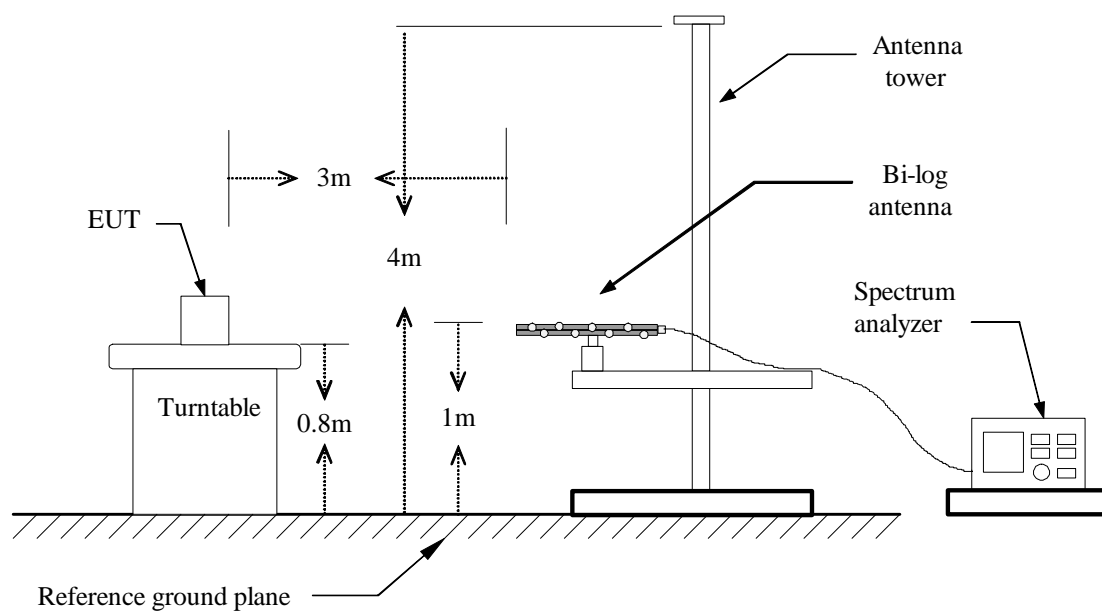 Antenna
tower
3m
Bi-log
antenna
EUT
4m
Spectrum
analyzer
Turntable
0.8m
1m
Reference ground plane